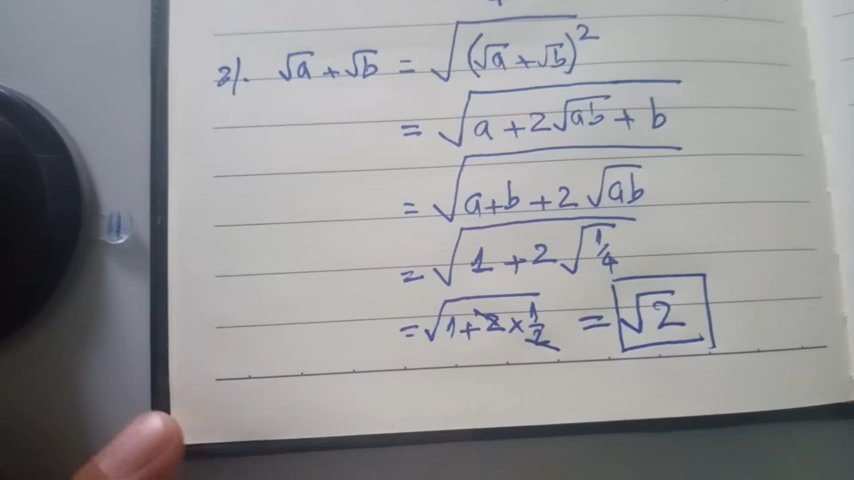 2). √a + √b = √(√a + √b)²
= √(a + 2√ab + b)
= √(a+b + 2√ab)
= √(1 + 2√(1/4))
= √(1 + 2 × 1/2) = √2